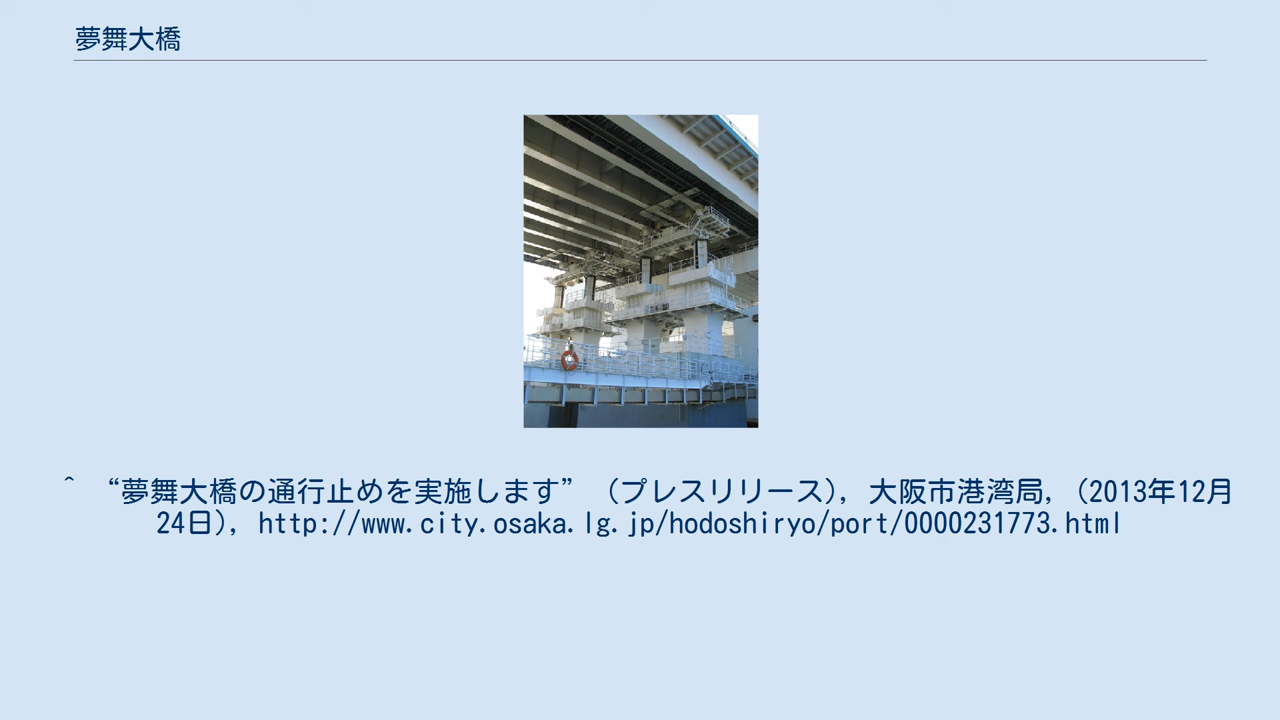 夢舞大橋
^ “夢舞大橋の通行止めを実施します” (プレスリリース), 大阪市港湾局, (2013年12月
24日), http://www.city.osaka.lg.jp/hodoshiryo/port/0000231773.html